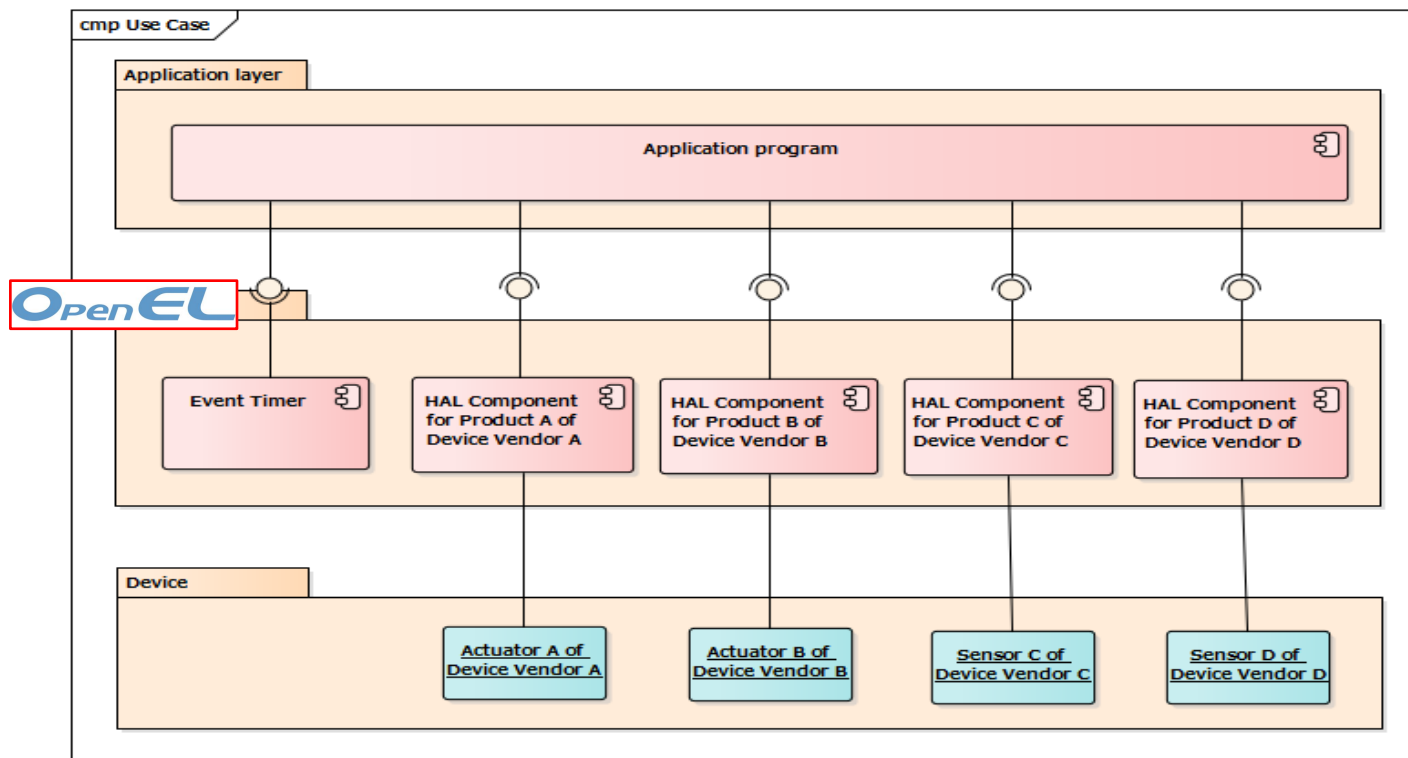 cmp Use Case
Application layer
Application program
OpenEL
Event Timer
HAL Component
for Product A of
Device Vendor A
HAL Component
for Product B of
Device Vendor B
HAL Component
for Product C of
Device Vendor C
HAL Component
for Product D of
Device Vendor D
Device
Actuator A of
Device Vendor A
Actuator B of
Device Vendor B
Sensor C of
Device Vendor C
Sensor D of
Device Vendor D